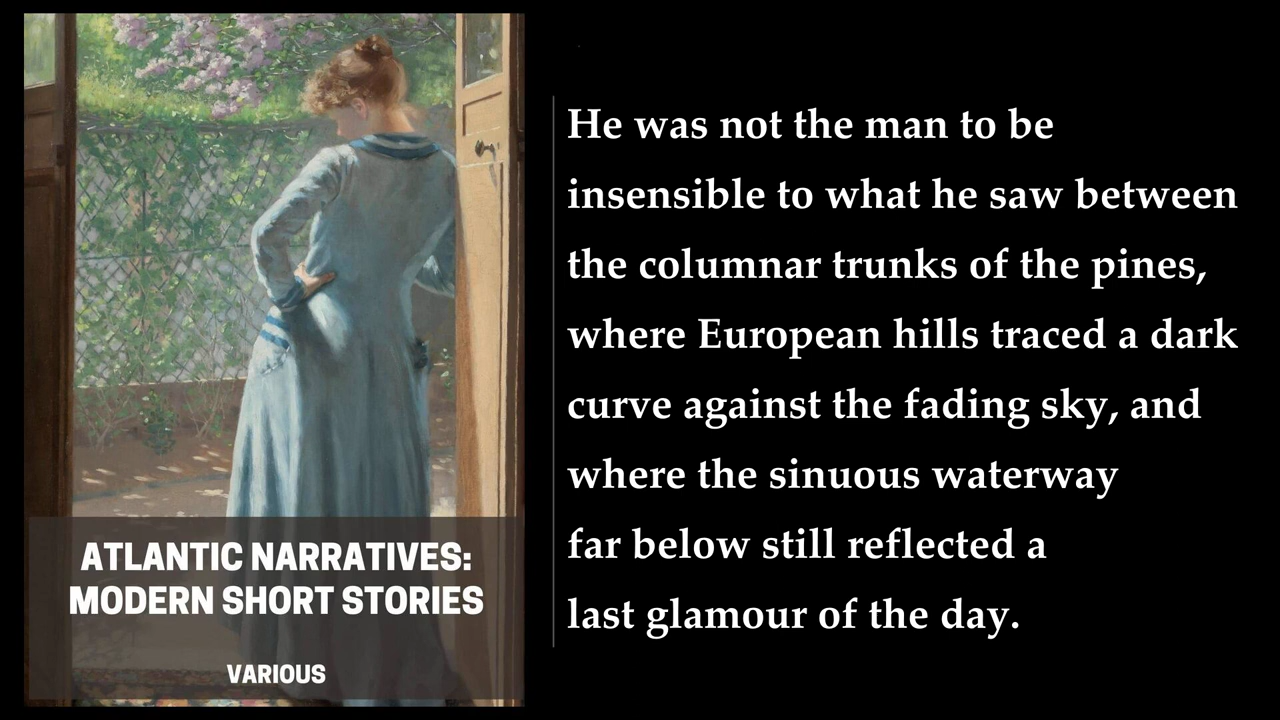 ATLANTIC NARRATIVES:
MODERN SHORT STORIES
VARIOUS
He was not the man to be
insensible to what he saw between
the columnar trunks of the pines,
where European hills traced a dark
curve against the fading sky, and
where the sinuous waterway
far below still reflected a
last glamour of the day.